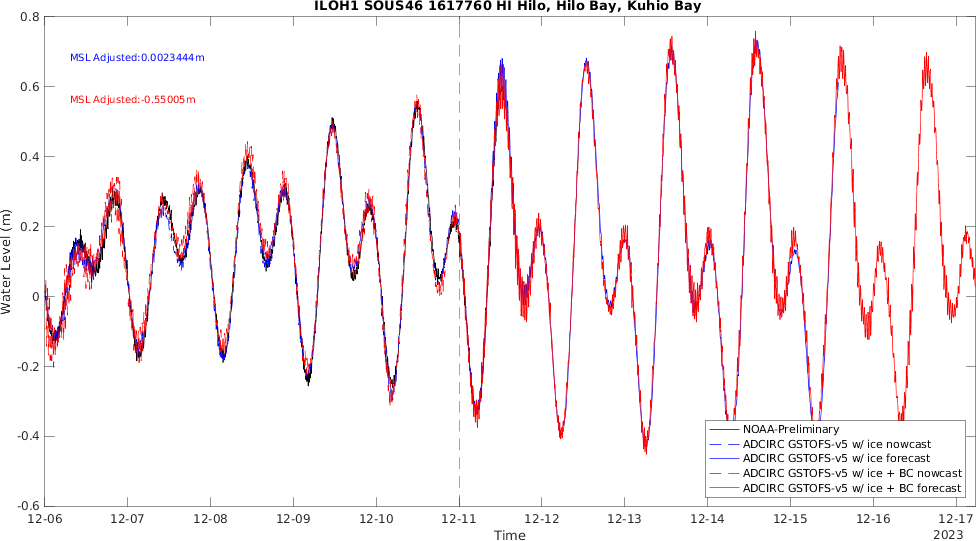 ILOH1 SOUS46 1617760 HI Hilo, Hilo Bay, Kuhio Bay
0.8
MSL Adjusted:0.0023444m
0.6
MSL Adjusted:-0.55005m
0.4
0.2
Water Level (m)
0
-0.2
-0.4
-0.6
NOAA-Preliminary
ADCIRC GSTOFS-v5 w/ ice nowcast
ADCIRC GSTOFS-v5 w/ ice forecast
ADCIRC GSTOFS-v5 w/ ice + BC nowcast
ADCIRC GSTOFS-v5 w/ ice + BC forecast
12-06 12-07 12-08 12-09 12-10 12-11 12-12 12-13 12-14 12-15 12-16 12-17
Time
2023